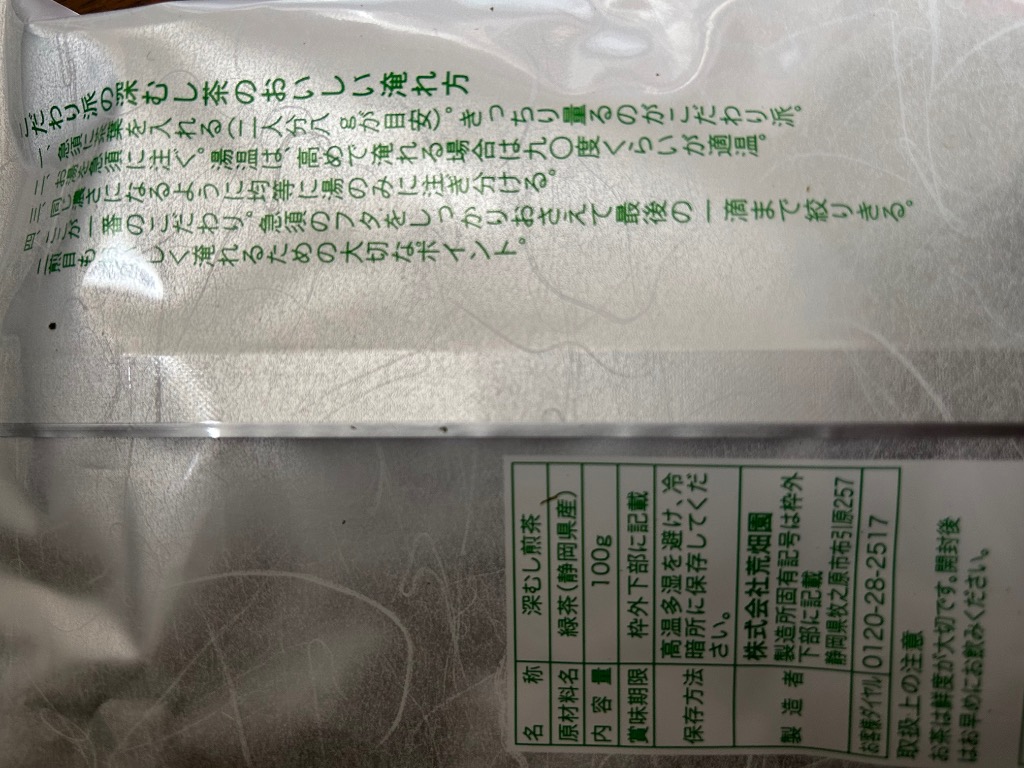 こだわり派の深むし茶のおいしい淹れ方
一、急須に茶葉を入れる(二人分八gが目安)。きっちり量るのがこだわり派。
二、お湯を急須に注ぐ。湯温は、高めで淹れる場合は九〇度くらいが適温。
三、同じ濃さになるように均等に湯のみに注ぎ分ける。
四、ここが一番のこだわり。急須のフタをしっかりおさえて最後の一滴まで絞りきる。
二煎目も しく淹れるための大切なポイント。
名称 深むし煎茶
原材料名 緑茶(静岡県産)
内容量 100g
賞味期限 枠外下部に記載
保存方法 高温多湿を避け、冷
暗所に保存してくだ
さい。
製造者 株式会社荒畑園
製造所固有記号は枠外
下部に記載
静岡県牧之原市布引原257
お客様ダイヤル 0120-28-2517
取扱上の注意
お茶は鮮度が大切です。開封後
はお早めにお飲みください。